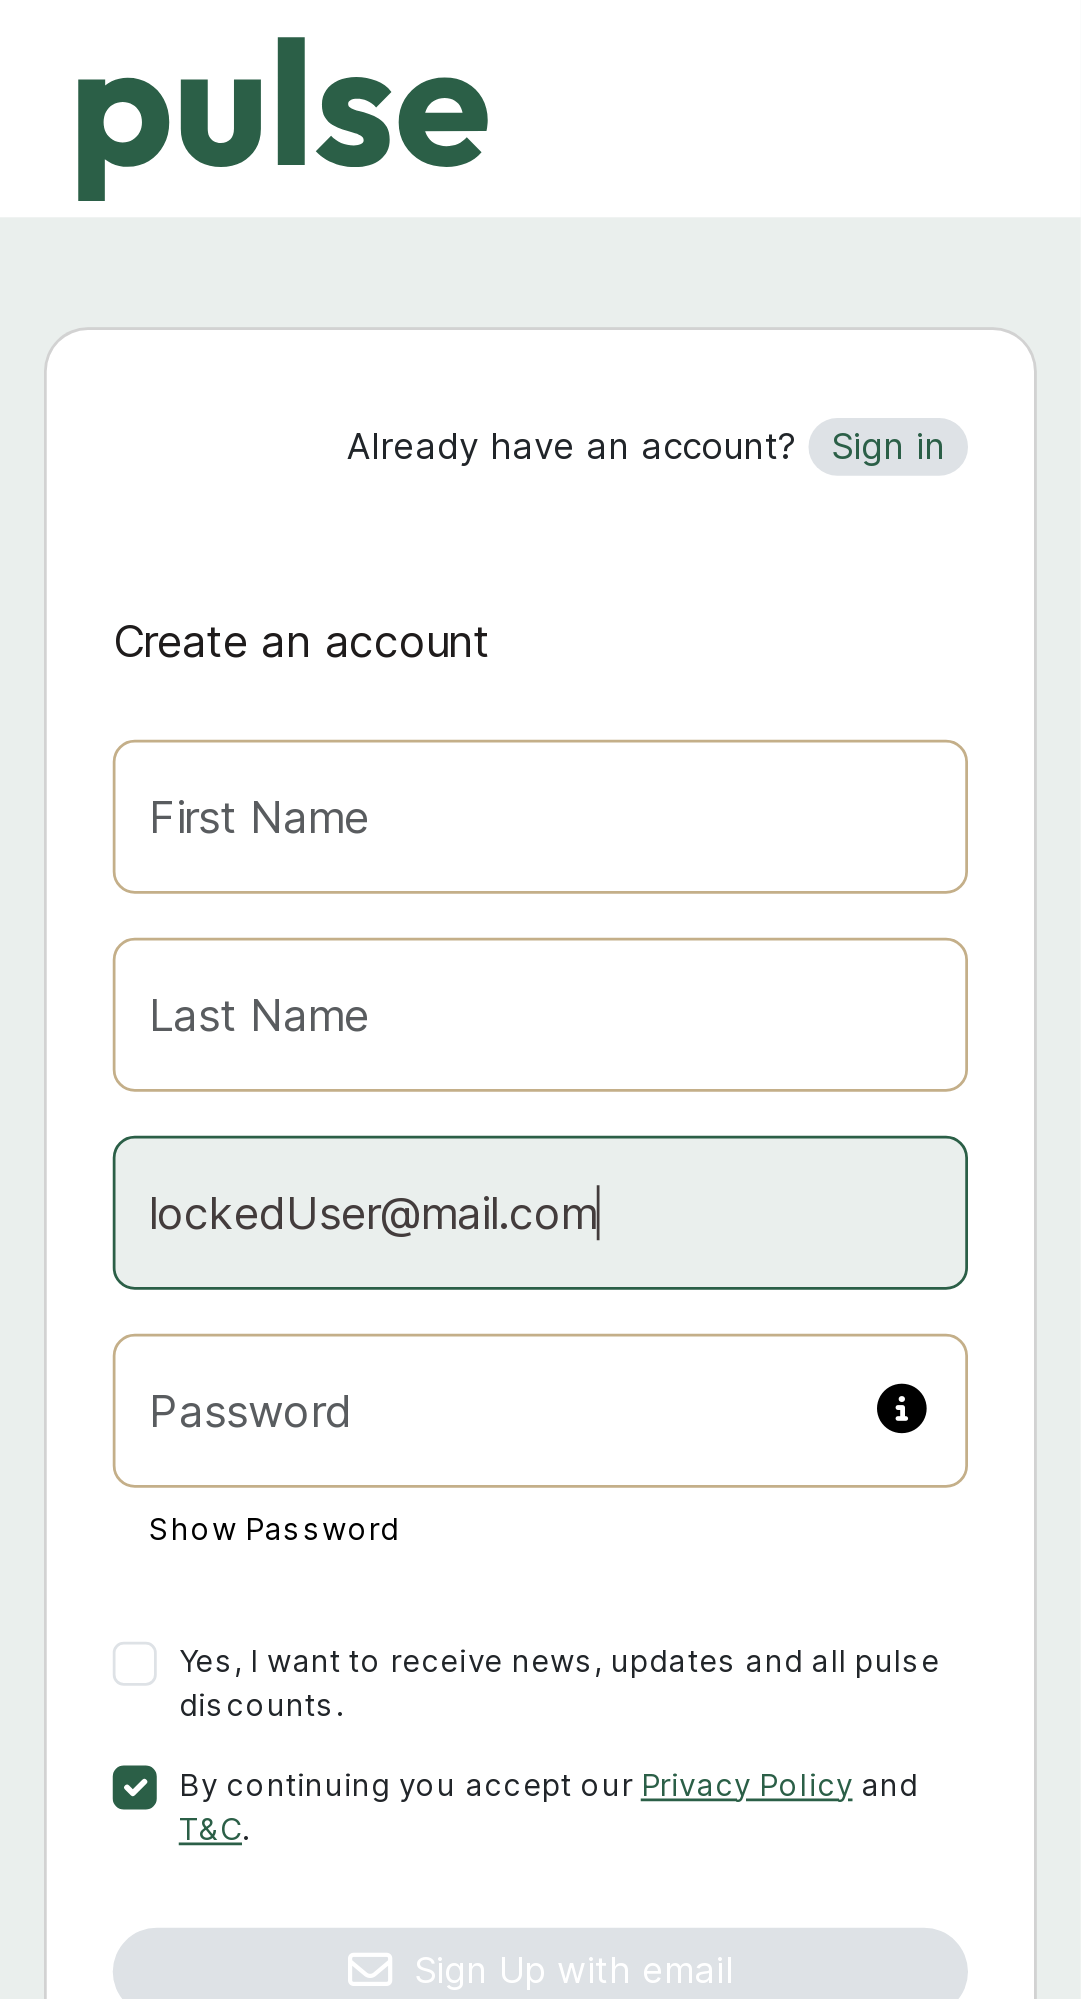 pulse
Already have an account? Sign in
Create an account
First Name
Last Name
lockedUser@mail.com
Password
Show Password
Yes, I want to receive news, updates and all pulse
discounts.
By continuing you accept our Privacy Policy and
T&C.
Sign Up with email